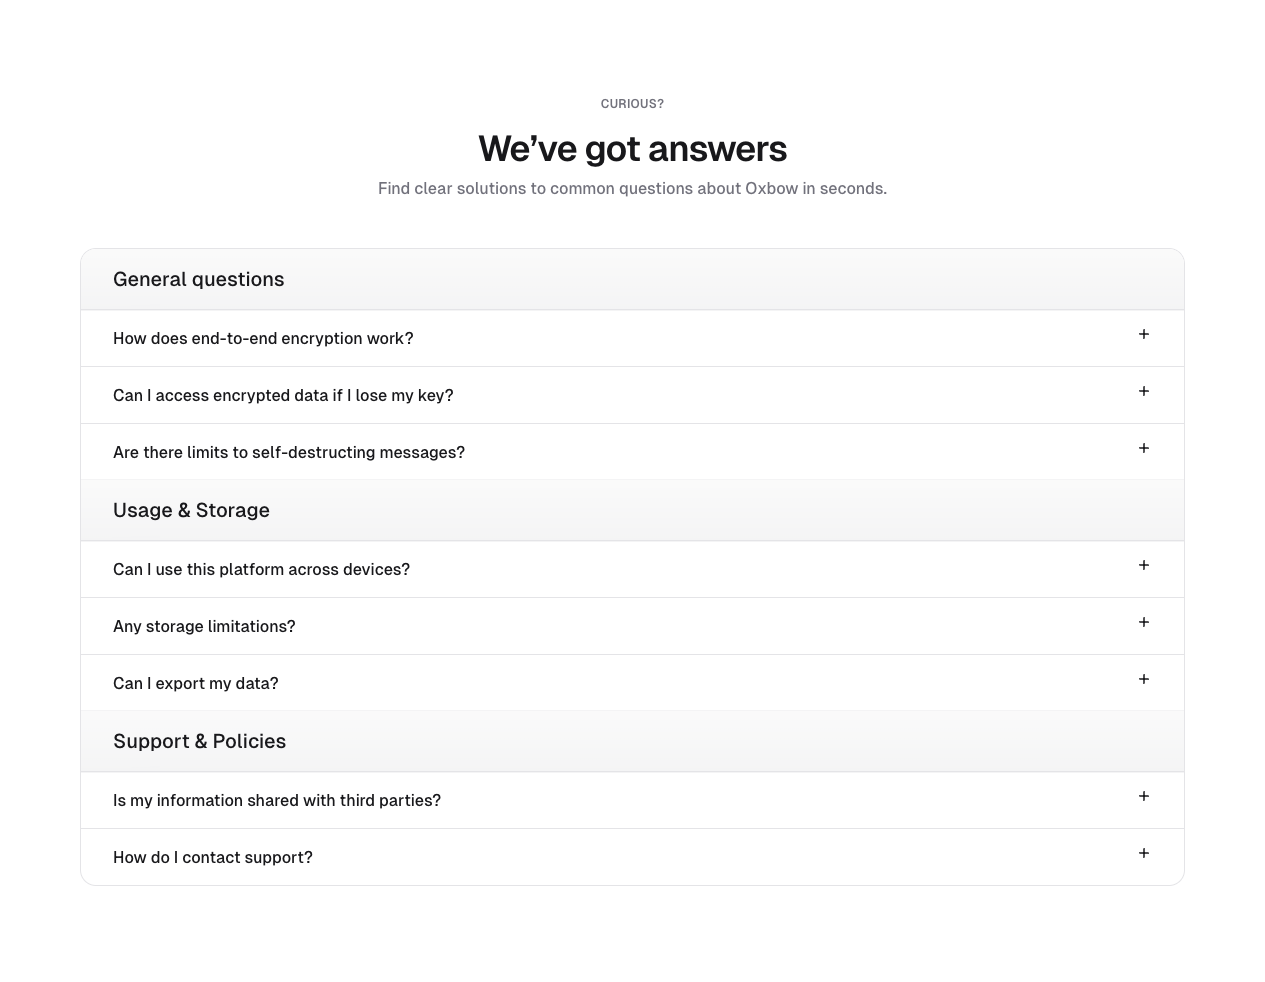 CURIOUS?
We’ve got answers
Find clear solutions to common questions about Oxbow in seconds.
General questions
How does end-to-end encryption work?
Can I access encrypted data if I lose my key?
Are there limits to self-destructing messages?
Usage & Storage
Can I use this platform across devices?
Any storage limitations?
Can I export my data?
Support & Policies
Is my information shared with third parties?
How do I contact support?